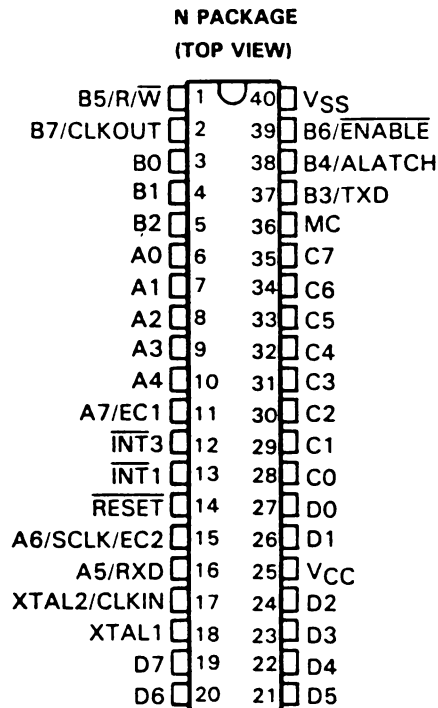 N PACKAGE
(TOP VIEW)
B5/R/W̅ 1 40 VSS
B7/CLKOUT 2 39 B6/E̅N̅A̅B̅L̅E̅
B0 3 38 B4/ALATCH
B1 4 37 B3/TXD
B2 5 36 MC
A0 6 35 C7
A1 7 34 C6
A2 8 33 C5
A3 9 32 C4
A4 10 31 C3
A7/EC1 11 30 C2
I̅N̅T̅3 12 29 C1
I̅N̅T̅1 13 28 C0
R̅E̅S̅E̅T̅ 14 27 D0
A6/SCLK/EC2 15 26 D1
A5/RXD 16 25 VCC
XTAL2/CLKIN 17 24 D2
XTAL1 18 23 D3
D7 19 22 D4
D6 20 21 D5